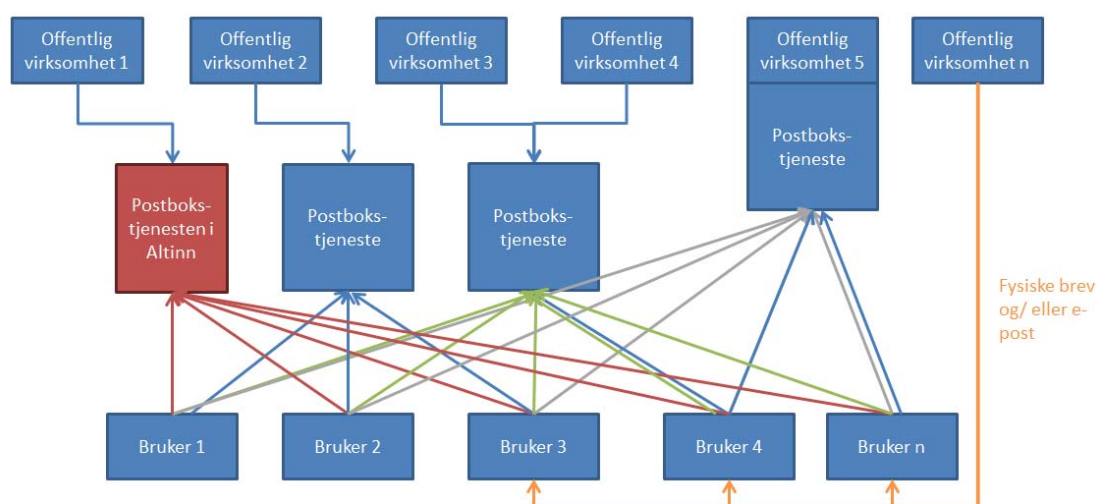 Offentlig
virksomhet 1
Offentlig
virksomhet 2
Offentlig
virksomhet 3
Offentlig
virksomhet 4
Offentlig
virksomhet 5
Offentlig
virksomhet n
Postboks-
tjenesten i
Altinn
Postboks-
tjeneste
Postboks-
tjeneste
Postboks-
tjeneste
Fysiske brev
og/ eller e-
post
Bruker 1
Bruker 2
Bruker 3
Bruker 4
Bruker n